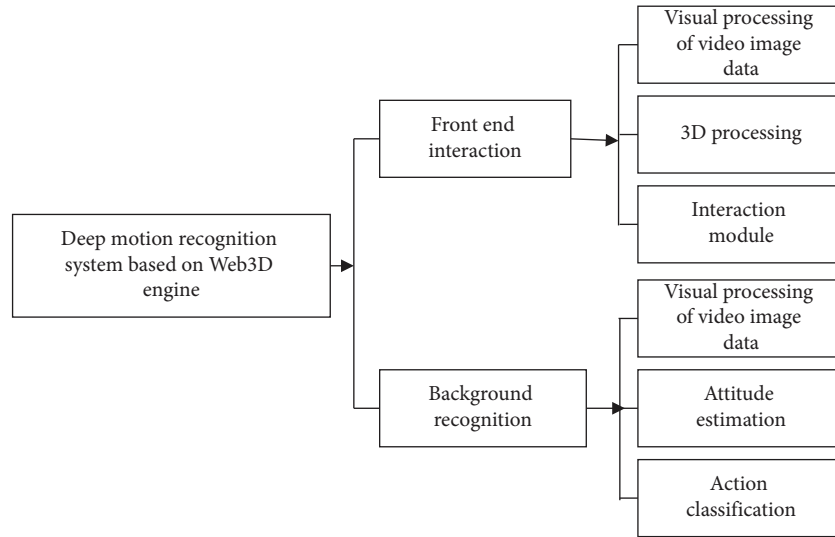 Deep motion recognition
system based on Web3D
engine
Front end
interaction
Background
recognition
Visual processing
of video image
data
3D processing
Interaction
module
Visual processing
of video image
data
Attitude
estimation
Action
classification